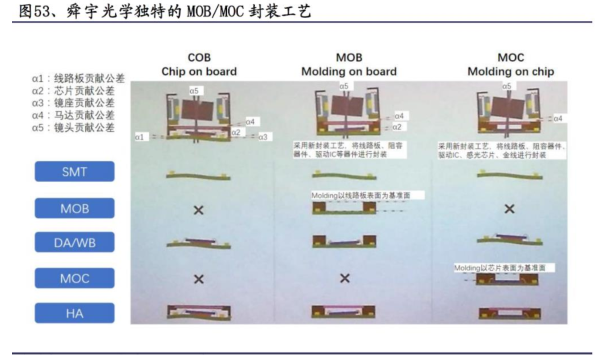 图53、舜宇光学独特的 MOB/MOC 封装工艺
COB
Chip on board
MOB
Molding on board
MOC
Molding on chip
α1：线路板贡献公差
α2：芯片贡献公差
α3：镜座贡献公差
α4：马达贡献公差
α5：镜头贡献公差
α5
α4
α2
α1
α3
α5
α4
α2
α5
α4
采用新封装工艺，将线路板、阻容
器件、驱动IC等器件进行封装
采用新封装工艺，将线路板、阻容器件、
驱动IC、感光芯片、金线进行封装
SMT
MOB
Molding以线路板表面为基准面
DA/WB
MOC
Molding以芯片表面为基准面
HA